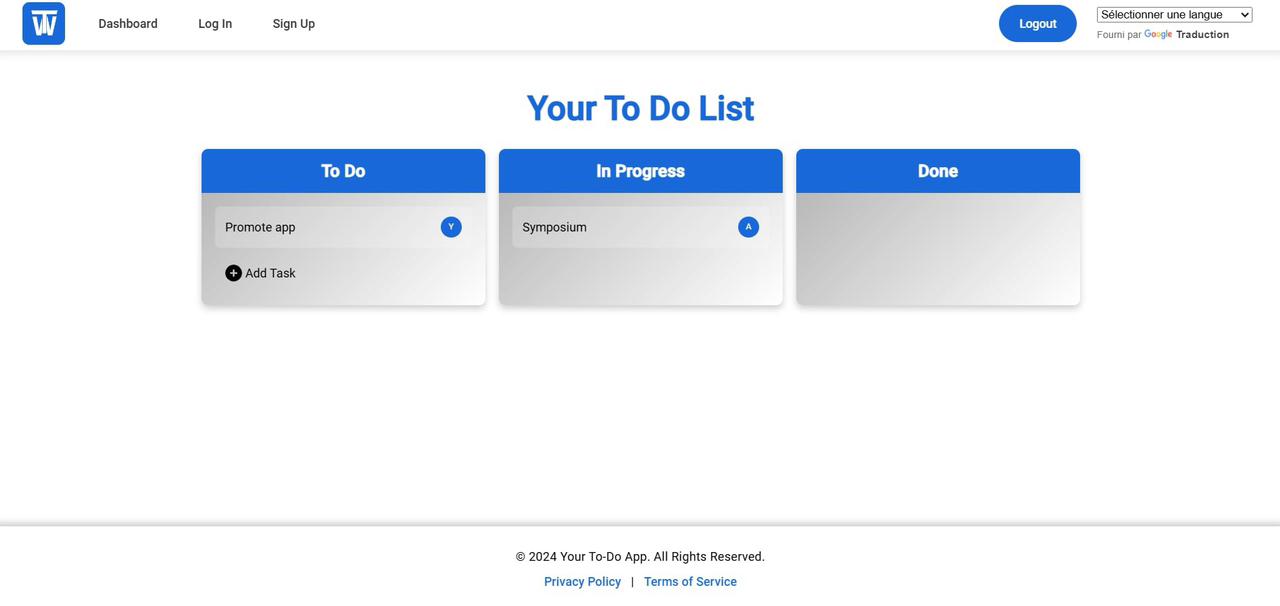 TW
Dashboard
Log In
Sign Up
Logout
Sélectionner une langue
Fourni par Google Traduction
Your To Do List
To Do
In Progress
Done
Promote app
Y
Symposium
A
Add Task
© 2024 Your To-Do App. All Rights Reserved.
Privacy Policy | Terms of Service